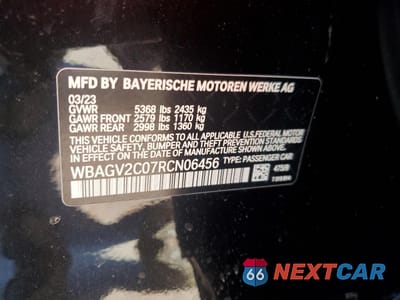 MFD BY BAYERISCHE MOTOREN WERKE AG
03/23
GVWR 5368 lbs 2435 kg
GAWR FRONT 2579 lbs 1170 kg
GAWR REAR 2998 lbs 1360 kg
THIS VEHICLE CONFORMS TO ALL APPLICABLE
U.S. FEDERAL MOTOR VEHICLE SAFETY, BUMPER, AND
THEFT PREVENTION STANDARDS IN EFFECT ON THE
DATE OF MANUFACTURE SHOWN ABOVE.
WBAGV2C07RCN06456 TYPE: PASSENGER CAR
66 NEXTCAR